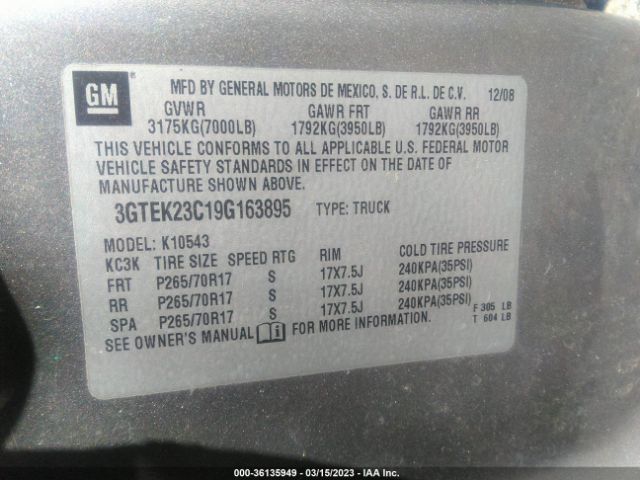 GM
MFD BY GENERAL MOTORS DE MEXICO, S. DE R.L. DE C.V. 12/08
GVWR GAWR FRT GAWR RR
3175KG(7000LB) 1792KG(3950LB) 1792KG(3950LB)
THIS VEHICLE CONFORMS TO ALL APPLICABLE U.S. FEDERAL MOTOR
VEHICLE SAFETY STANDARDS IN EFFECT ON THE DATE OF
MANUFACTURE SHOWN ABOVE.
3GTEK23C19G163895 TYPE: TRUCK
MODEL: K10543
KC3K TIRE SIZE SPEED RTG RIM COLD TIRE PRESSURE
FRT P265/70R17 S 17X7.5J 240KPA(35PSI)
RR P265/70R17 S 17X7.5J 240KPA(35PSI)
SPA P265/70R17 S 17X7.5J 240KPA(35PSI)
F 305 LB
SEE OWNER'S MANUAL FOR MORE INFORMATION. T 604 LB
000-36135949 - 03/15/2023 - IAA Inc.